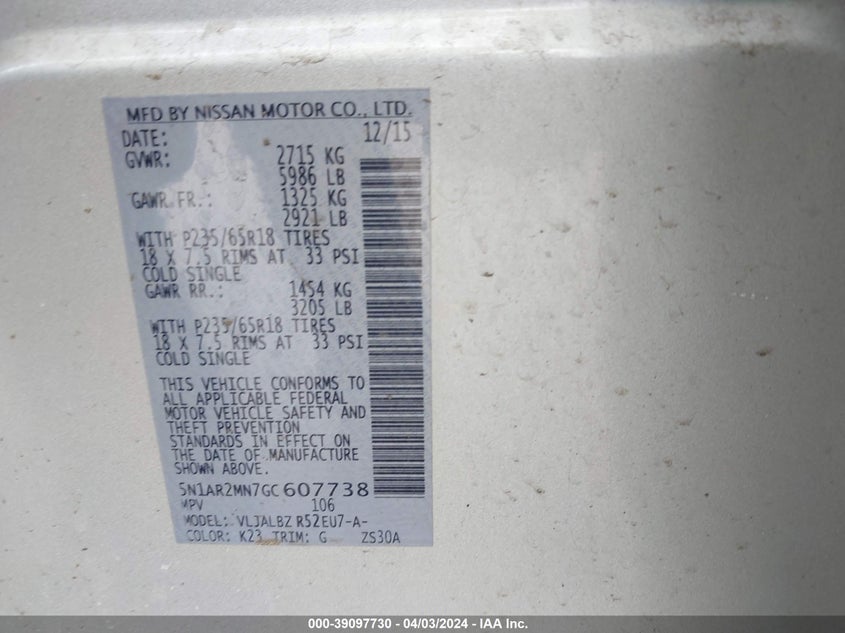 MFD BY NISSAN MOTOR CO., LTD.
DATE: 12/15
GVWR: 2715 KG
5986 LB
GAWR FR.: 1325 KG
2921 LB
WITH P235/65R18 TIRES
18 X 7.5 RIMS AT 33 PSI
COLD SINGLE
GAWR RR.: 1454 KG
3205 LB
WITH P235/65R18 TIRES
18 X 7.5 RIMS AT 33 PSI
COLD SINGLE
THIS VEHICLE CONFORMS TO
ALL APPLICABLE FEDERAL
MOTOR VEHICLE SAFETY AND
THEFT PREVENTION
STANDARDS IN EFFECT ON
THE DATE OF MANUFACTURE
SHOWN ABOVE.
5N1AR2MN7GC607738
MPV 106
MODEL: VLJALBZ R52EU7-A-
COLOR: K23 TRIM: G ZS30A
000-39097730 - 04/03/2024 - IAA Inc.